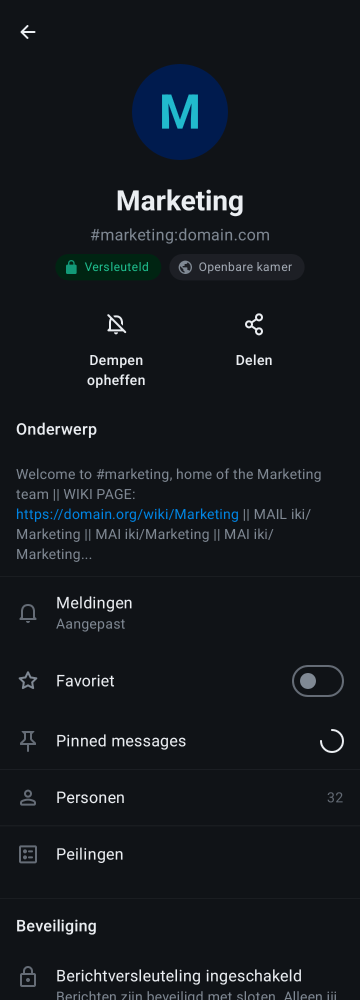 M
Marketing
#marketing:domain.com
Versleuteld
Openbare kamer
Dempen
opheffen
Delen
Onderwerp
Welcome to #marketing, home of the Marketing
team || WIKI PAGE:
https://domain.org/wiki/Marketing || MAIL iki/
Marketing || MAI iki/Marketing || MAI iki/
Marketing...
Meldingen
Aangepast
Favoriet
Pinned messages
Personen 32
Peilingen
Beveiliging
Berichtversleuteling ingeschakeld
Berichten zijn beveiligd met sloten. Alleen jij